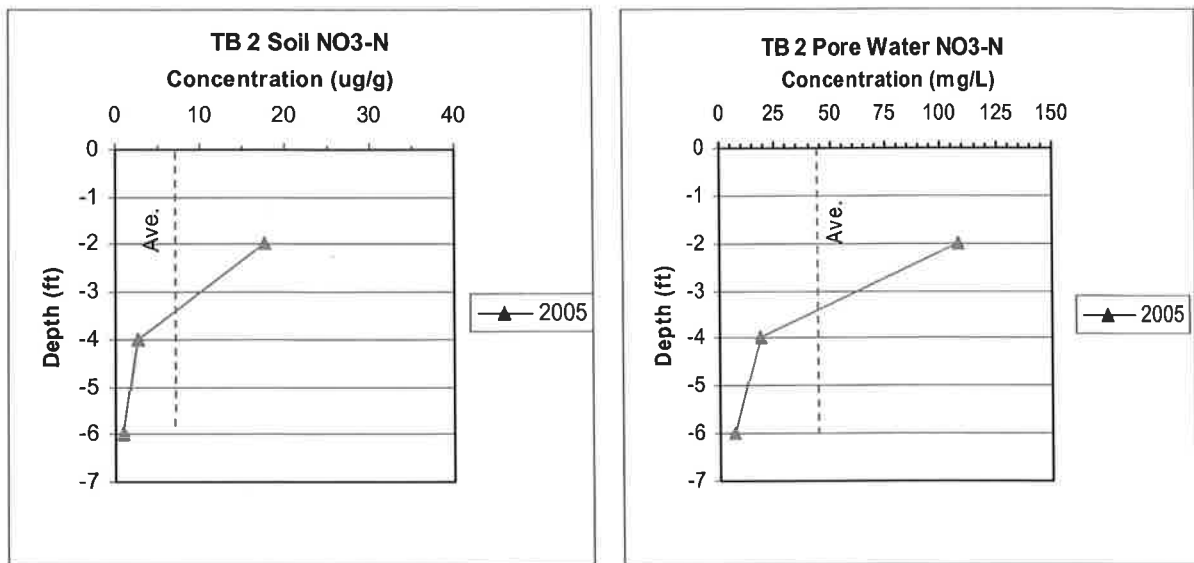 TB 2 Soil NO3-N
Concentration (ug/g)
0 10 20 30 40
0
-1
-2
-3
-4
-5
-6
-7
Depth (ft)
Ave.
2005
TB 2 Pore Water NO3-N
Concentration (mg/L)
0 25 50 75 100 125 150
0
-1
-2
-3
-4
-5
-6
-7
Depth (ft)
Ave.
2005